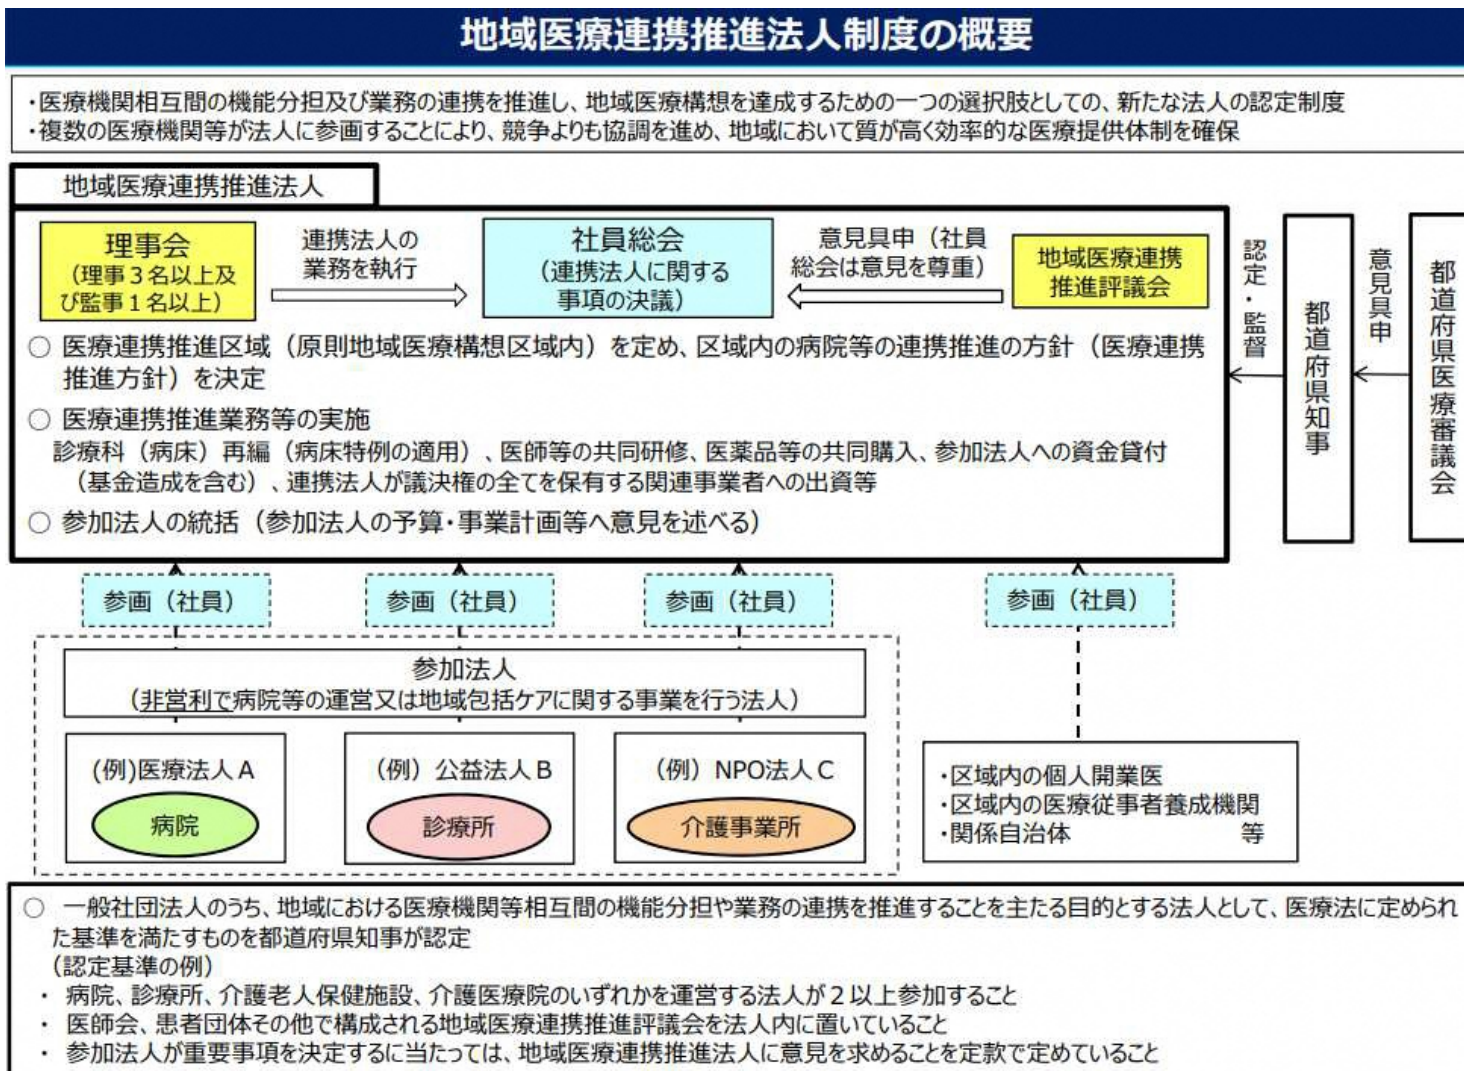 地域医療連携推進法人制度の概要
・医療機関相互間の機能分担及び業務の連携を推進し、地域医療構想を達成するための一つの選択肢としての、新たな法人の認定制度
・複数の医療機関等が法人に参画することにより、競争よりも協調を進め、地域において質が高く効率的な医療提供体制を確保
地域医療連携推進法人
理事会
（理事３名以上及
び監事１名以上）
連携法人の
業務を執行
社員総会
（連携法人に関する
事項の決議）
意見具申（社員
総会は意見を尊重）
地域医療連携
推進評議会
認定・監督
都道府県知事
意見具申
都道府県医療審議会
○ 医療連携推進区域（原則地域医療構想区域内）を定め、区域内の病院等の連携推進の方針（医療連携
推進方針）を決定
○ 医療連携推進業務等の実施
診療科（病床）再編（病床特例の適用）、医師等の共同研修、医薬品等の共同購入、参加法人への資金貸付
（基金造成を含む）、連携法人が議決権の全てを保有する関連事業者への出資等
○ 参加法人の統括（参加法人の予算・事業計画等へ意見を述べる）
参画（社員）
参画（社員）
参画（社員）
参画（社員）
参加法人
（非営利で病院等の運営又は地域包括ケアに関する事業を行う法人）
(例)医療法人Ａ
病院
（例）公益法人Ｂ
診療所
（例）NPO法人Ｃ
介護事業所
・区域内の個人開業医
・区域内の医療従事者養成機関
・関係自治体 等
○ 一般社団法人のうち、地域における医療機関等相互間の機能分担や業務の連携を推進することを主たる目的とする法人として、医療法に定められ
た基準を満たすものを都道府県知事が認定
（認定基準の例）
・ 病院、診療所、介護老人保健施設、介護医療院のいずれかを運営する法人が２以上参加すること
・ 医師会、患者団体その他で構成される地域医療連携推進評議会を法人内に置いていること
・ 参加法人が重要事項を決定するに当たっては、地域医療連携推進法人に意見を求めることを定款で定めていること